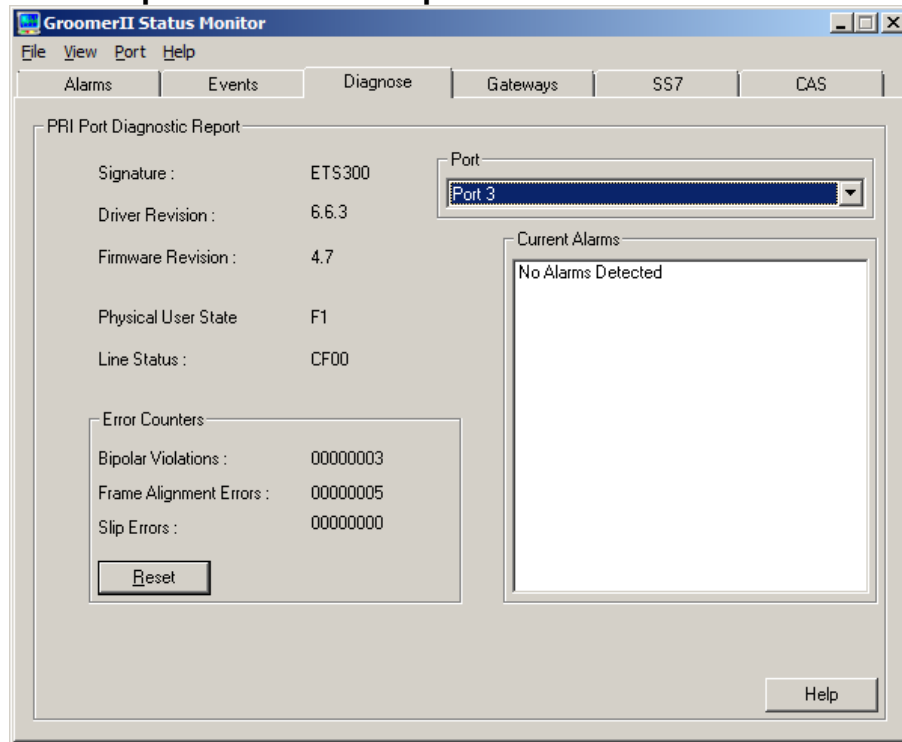 GroomerII Status Monitor
File View Port Help
Alarms Events Diagnose Gateways SS7 CAS
PRI Port Diagnostic Report
Signature : ETS300
Driver Revision : 6.6.3
Firmware Revision : 4.7
Physical User State F1
Line Status : CF00
Port
Port 3
Current Alarms
No Alarms Detected
Error Counters
Bipolar Violations : 00000003
Frame Alignment Errors : 00000005
Slip Errors : 00000000
Reset
Help